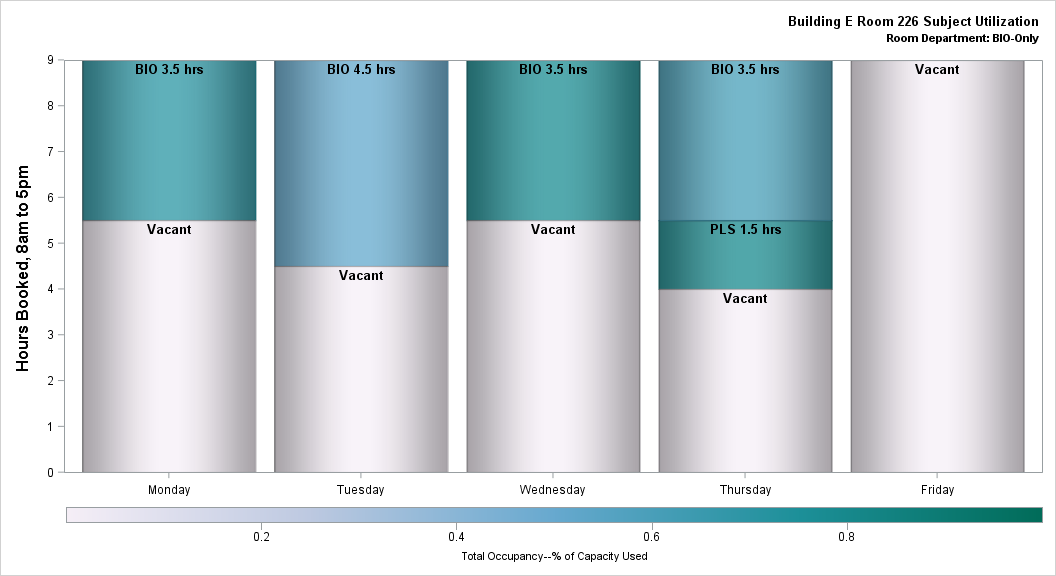 Building E Room 226 Subject Utilization
Room Department: BIO-Only
Hours Booked, 8am to 5pm
9
8
7
6
5
4
3
2
1
0
BIO 3.5 hrs
Vacant
BIO 4.5 hrs
Vacant
BIO 3.5 hrs
Vacant
BIO 3.5 hrs
PLS 1.5 hrs
Vacant
Vacant
Monday
Tuesday
Wednesday
Thursday
Friday
0.2
0.4
0.6
0.8
Total Occupancy--% of Capacity Used